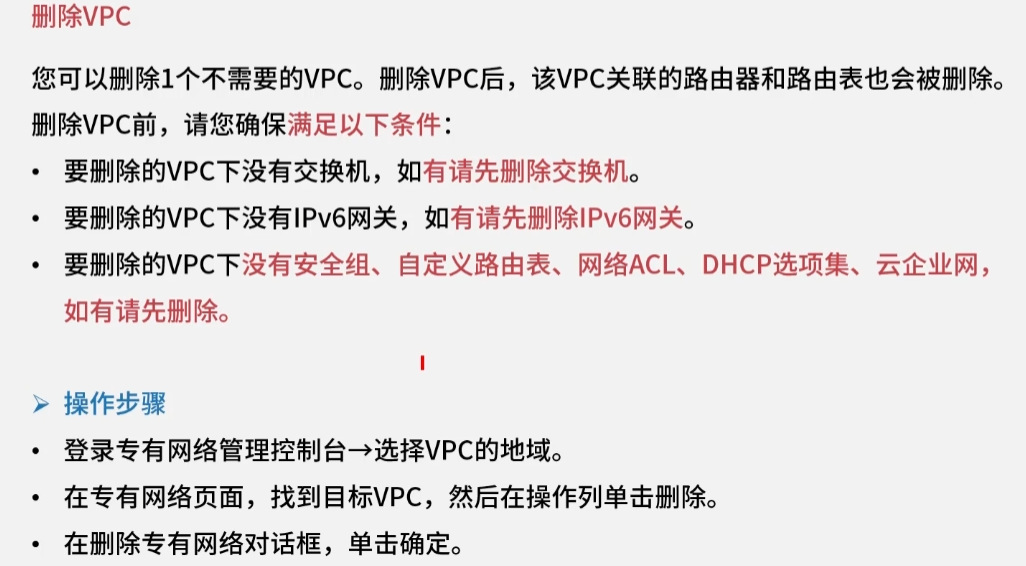 删除VPC
您可以删除1个不需要的VPC。删除VPC后，该VPC关联的路由器和路由表也会被删除。
删除VPC前，请您确保满足以下条件：
• 要删除的VPC下没有交换机，如有请先删除交换机。
• 要删除的VPC下没有IPv6网关，如有请先删除IPv6网关。
• 要删除的VPC下没有安全组、自定义路由表、网络ACL、DHCP选项集、云企业网，
如有请先删除。
➢ 操作步骤
• 登录专有网络管理控制台→选择VPC的地域。
• 在专有网络页面，找到目标VPC，然后在操作列单击删除。
• 在删除专有网络对话框，单击确定。